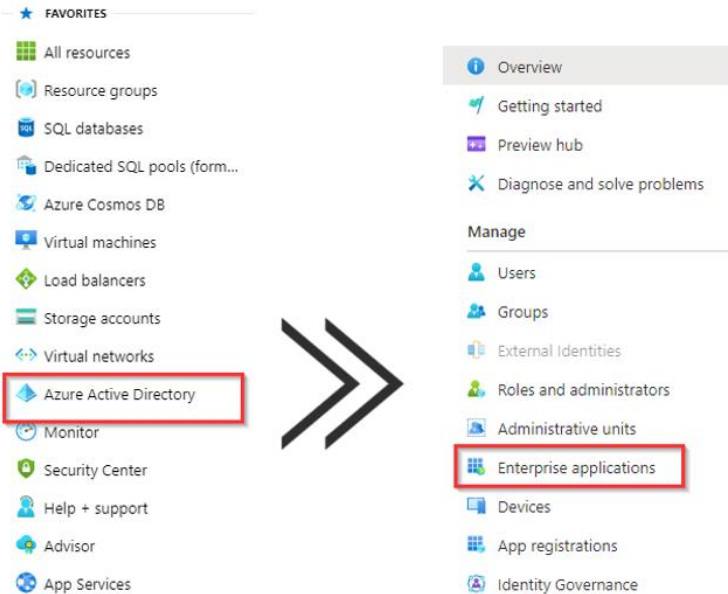 FAVORITES
All resources
Resource groups
SQL databases
Dedicated SQL pools (form...
Azure Cosmos DB
Virtual machines
Load balancers
Storage accounts
Virtual networks
Azure Active Directory
Monitor
Security Center
Help + support
Advisor
App Services
Overview
Getting started
Preview hub
Diagnose and solve problems
Manage
Users
Groups
External Identities
Roles and administrators
Administrative units
Enterprise applications
Devices
App registrations
Identity Governance